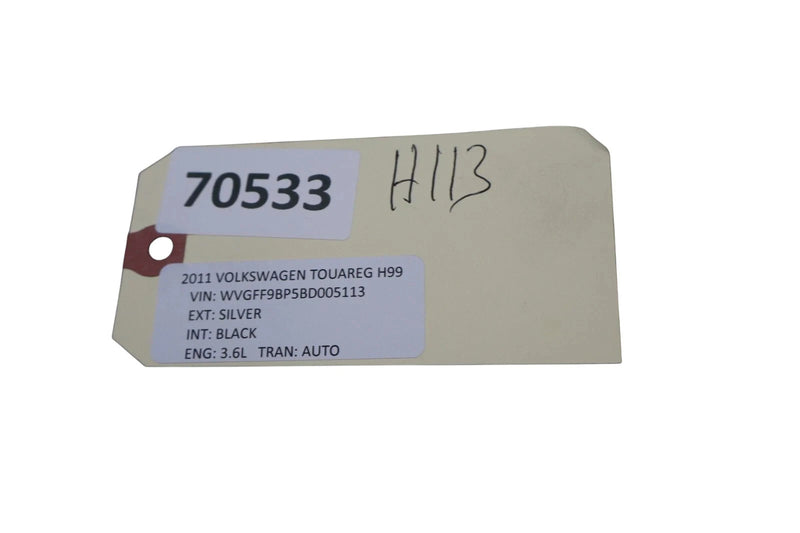 70533
H113
2011 VOLKSWAGEN TOUAREG H99
VIN: WVGFF9BP5BD005113
EXT: SILVER
INT: BLACK
ENG: 3.6L TRAN: AUTO